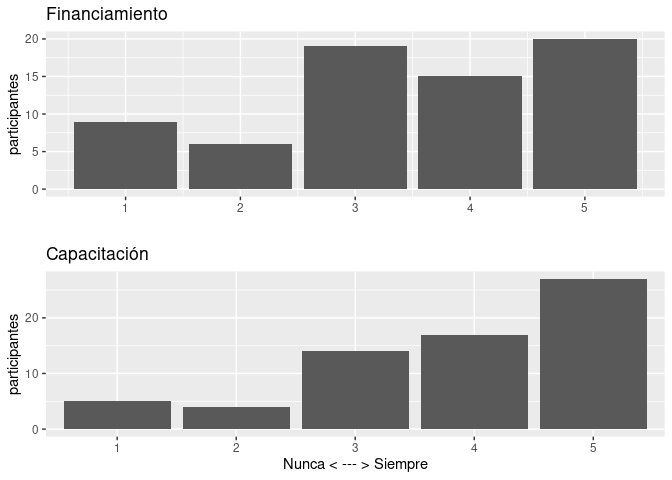 Financiamiento
participantes
20
15
10
5
0
1 2 3 4 5
Capacitación
participantes
20
10
0
1 2 3 4 5
Nunca < --- > Siempre